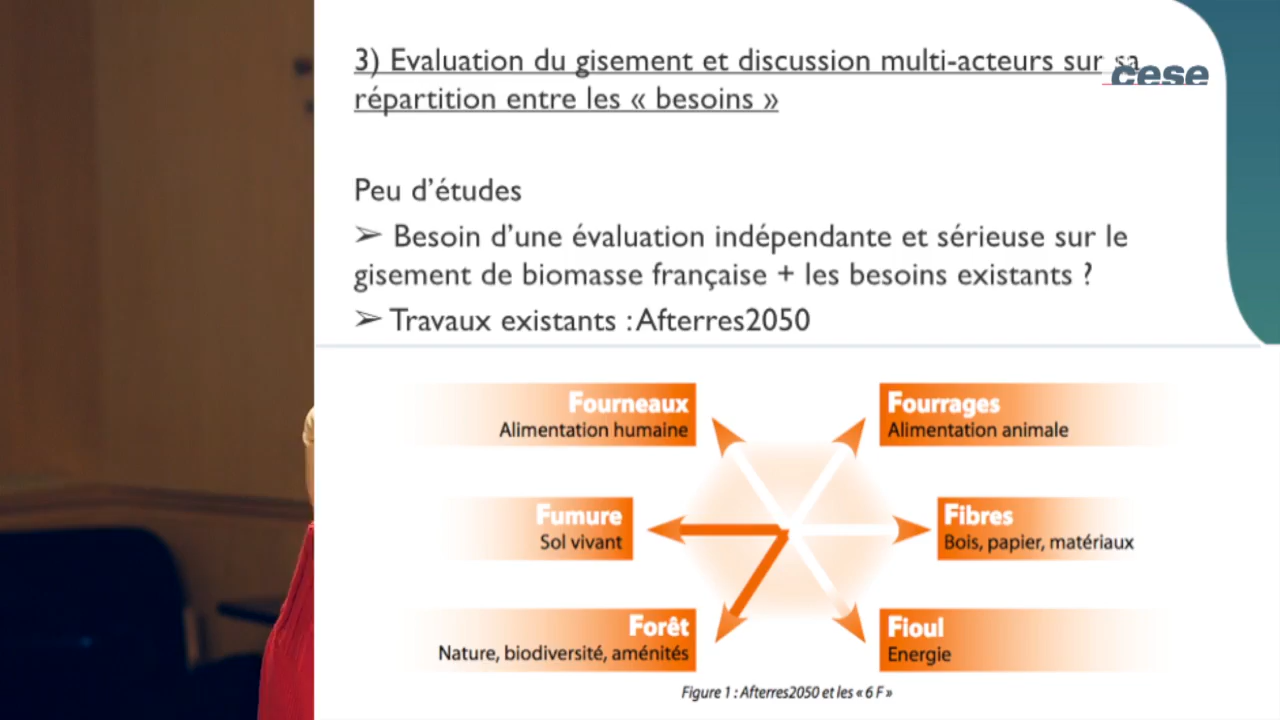 3) Evaluation du gisement et discussion multi-acteurs sur sa
répartition entre les « besoins »
cese
Peu d'études
➢ Besoin d'une évaluation indépendante et sérieuse sur le
gisement de biomasse française + les besoins existants ?
➢ Travaux existants : Afterres2050
Fourneaux
Alimentation humaine
Fourrages
Alimentation animale
Fumure
Sol vivant
Fibres
Bois, papier, matériaux
Forêt
Nature, biodiversité, aménités
Fioul
Energie
Figure 1 : Afterres2050 et les « 6 F »